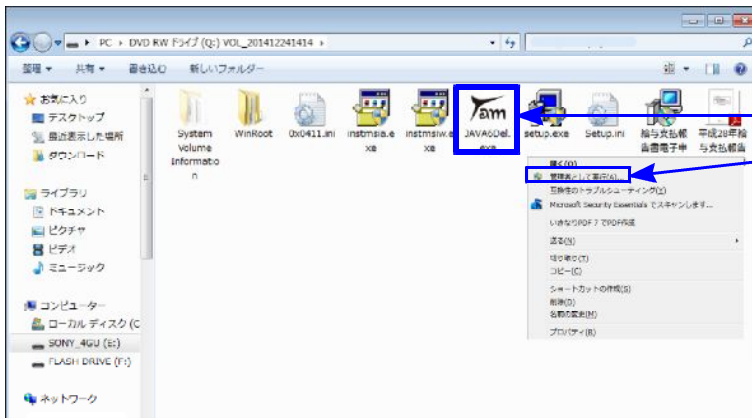 PC ▸ DVD RW ドライブ (Q:) VOL_201412241414 ▸
整理 ▼ 共有 ▼ 書き込む 新しいフォルダー
お気に入り
デスクトップ
最近表示した場所
ダウンロード
ライブラリ
ドキュメント
ピクチャ
ビデオ
ミュージック
コンピューター
ローカル ディスク (C
SONY_4GU (E:)
FLASH DRIVE (F:)
ネットワーク
System
Volume
Informatio
n
WinRoot
0x0411.ini
instmsia.e
xe
instmsiw.e
xe
Tam
JAVA6Del.
exe
setup.exe
Setup.ini
給与支払報
告書電子申
平成28年給
与支払報告
開く(O)
管理者として実行(A)...
互換性のトラブルシューティング(Y)
Microsoft Security Essentials でスキャンします...
いきなりPDF 7 でPDF作成
送る(N)
切り取り(T)
コピー(C)
ショートカットの作成(S)
削除(D)
名前の変更(M)
プロパティ(R)